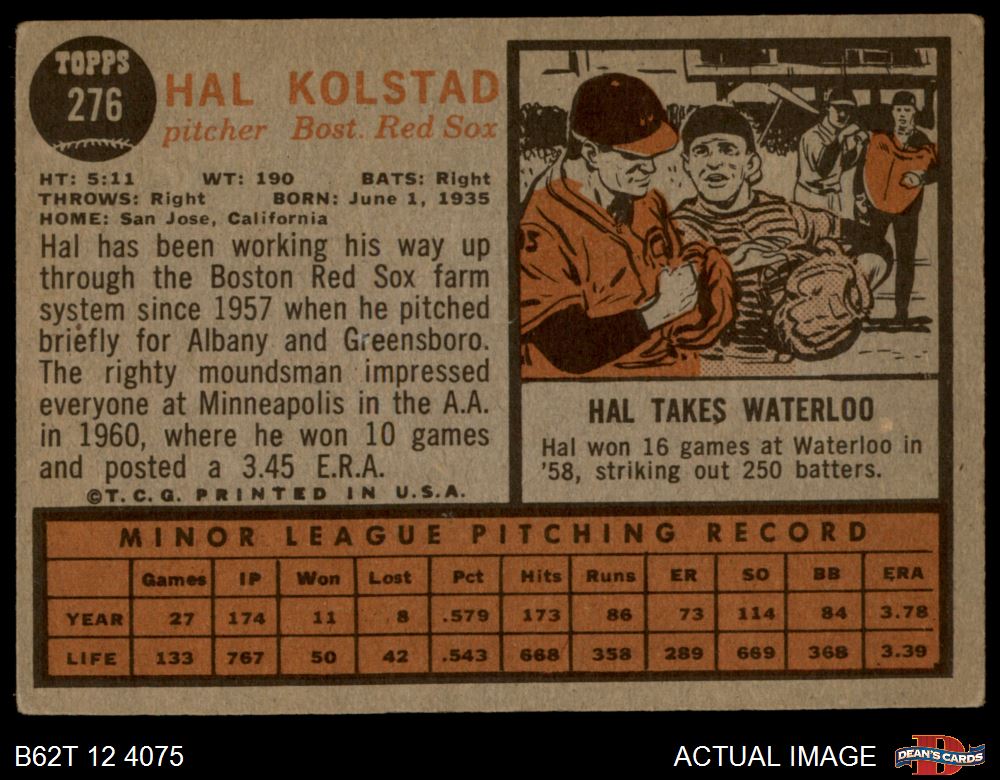 TOPPS
276
HAL KOLSTAD
pitcher Bost. Red Sox
HT: 5:11 WT: 190 BATS: Right
THROWS: Right BORN: June 1, 1935
HOME: San Jose, California
Hal has been working his way up
through the Boston Red Sox farm
system since 1957 when he pitched
briefly for Albany and Greensboro.
The righty moundsman impressed
everyone at Minneapolis in the A.A.
in 1960, where he won 10 games
and posted a 3.45 E.R.A.
©T.C.G. PRINTED IN U.S.A.
HAL TAKES WATERLOO
Hal won 16 games at Waterloo in
'58, striking out 250 batters.
MINOR LEAGUE PITCHING RECORD
Games IP Won Lost Pct Hits Runs ER SO BB ERA
YEAR 27 174 11 8 .579 173 86 73 114 84 3.78
LIFE 133 767 50 42 .543 668 358 289 669 368 3.39
B62T 12 4075
ACTUAL IMAGE
D
DEAN'S CARDS